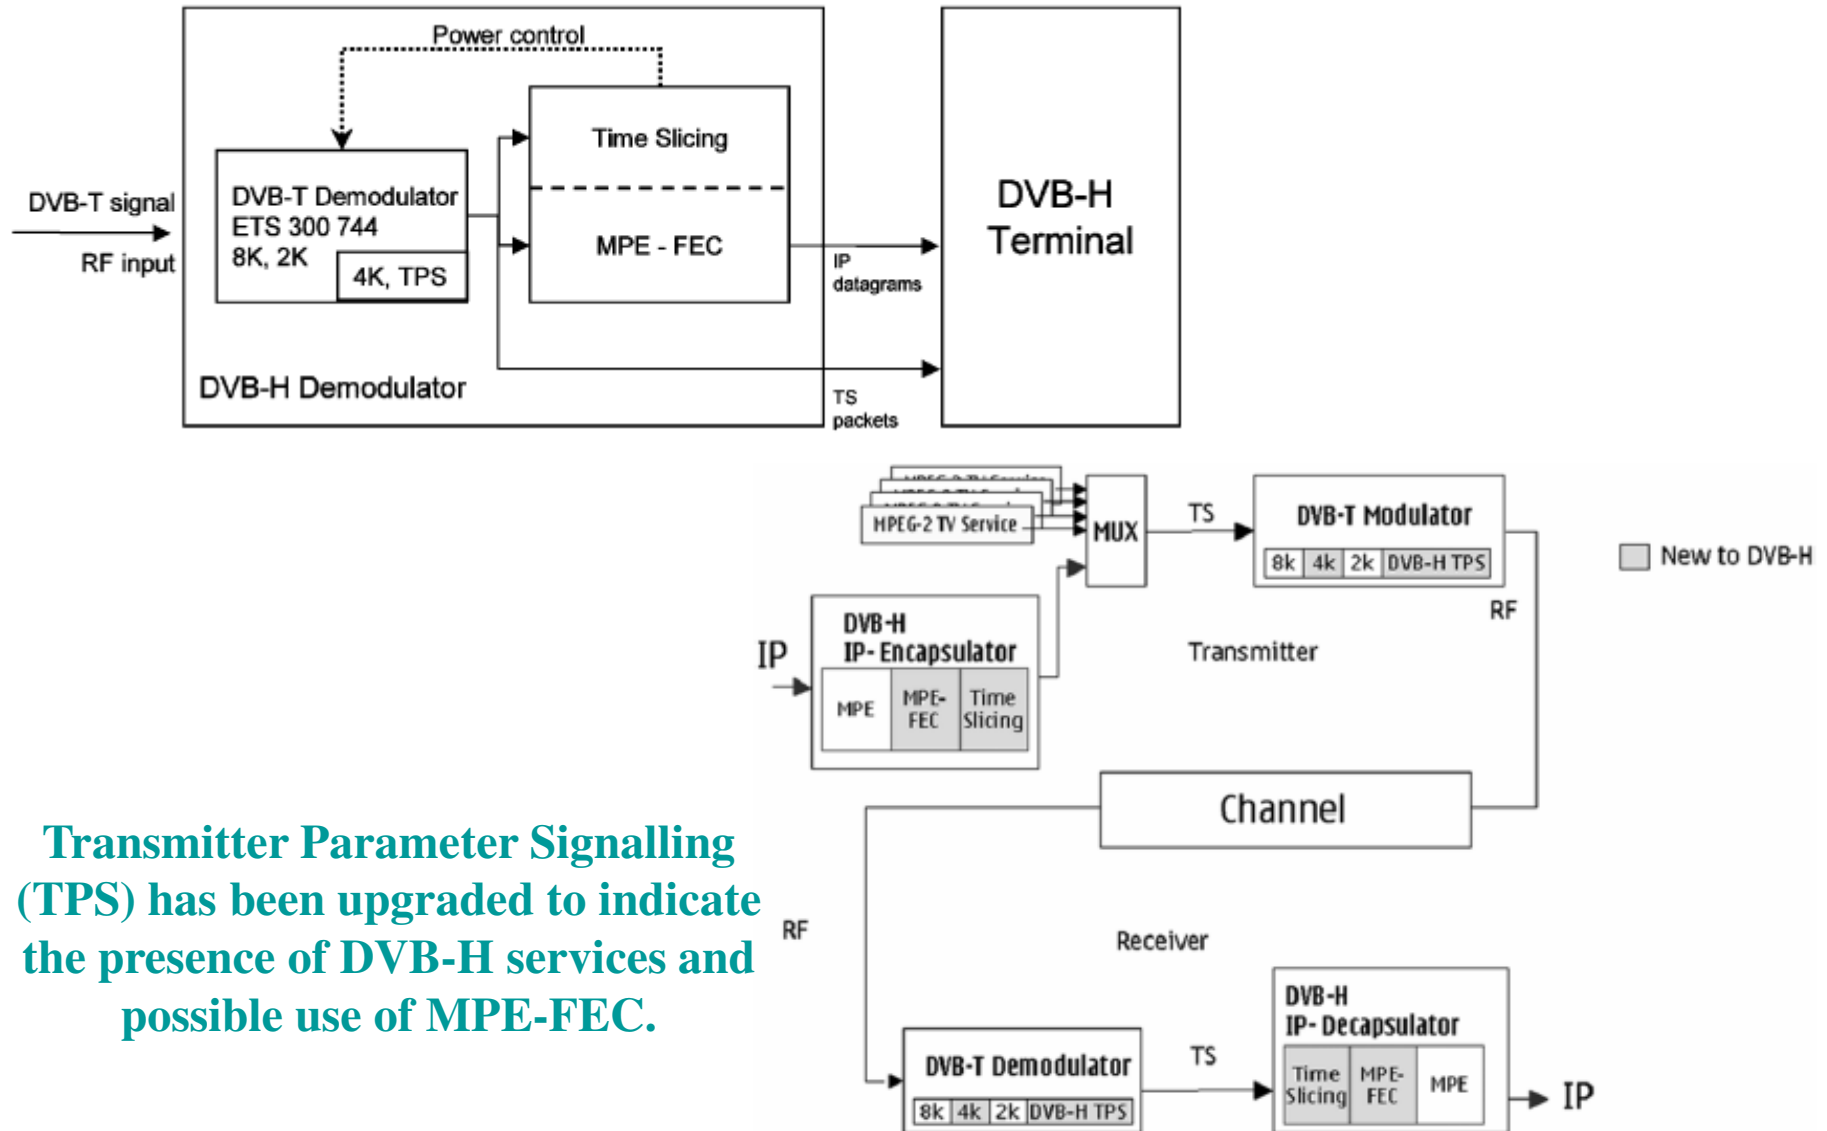 Power control
Time Slicing
MPE - FEC
DVB-T Demodulator
ETS 300 744
8K, 2K
4K, TPS
DVB-T signal
RF input
DVB-H Demodulator
IP
datagrams
TS
packets
DVB-H
Terminal
MPEG-2 TV Service
MUX
TS
DVB-T Modulator
8k 4k 2k DVB-H TPS
New to DVB-H
RF
IP
DVB-H
IP- Encapsulator
MPE
MPE-
FEC
Time
Slicing
Transmitter
Channel
Transmitter Parameter Signalling
(TPS) has been upgraded to indicate
the presence of DVB-H services and
possible use of MPE-FEC.
RF
Receiver
DVB-T Demodulator
8k 4k 2k DVB-H TPS
TS
DVB-H
IP- Decapsulator
Time
Slicing
MPE-
FEC
MPE
IP